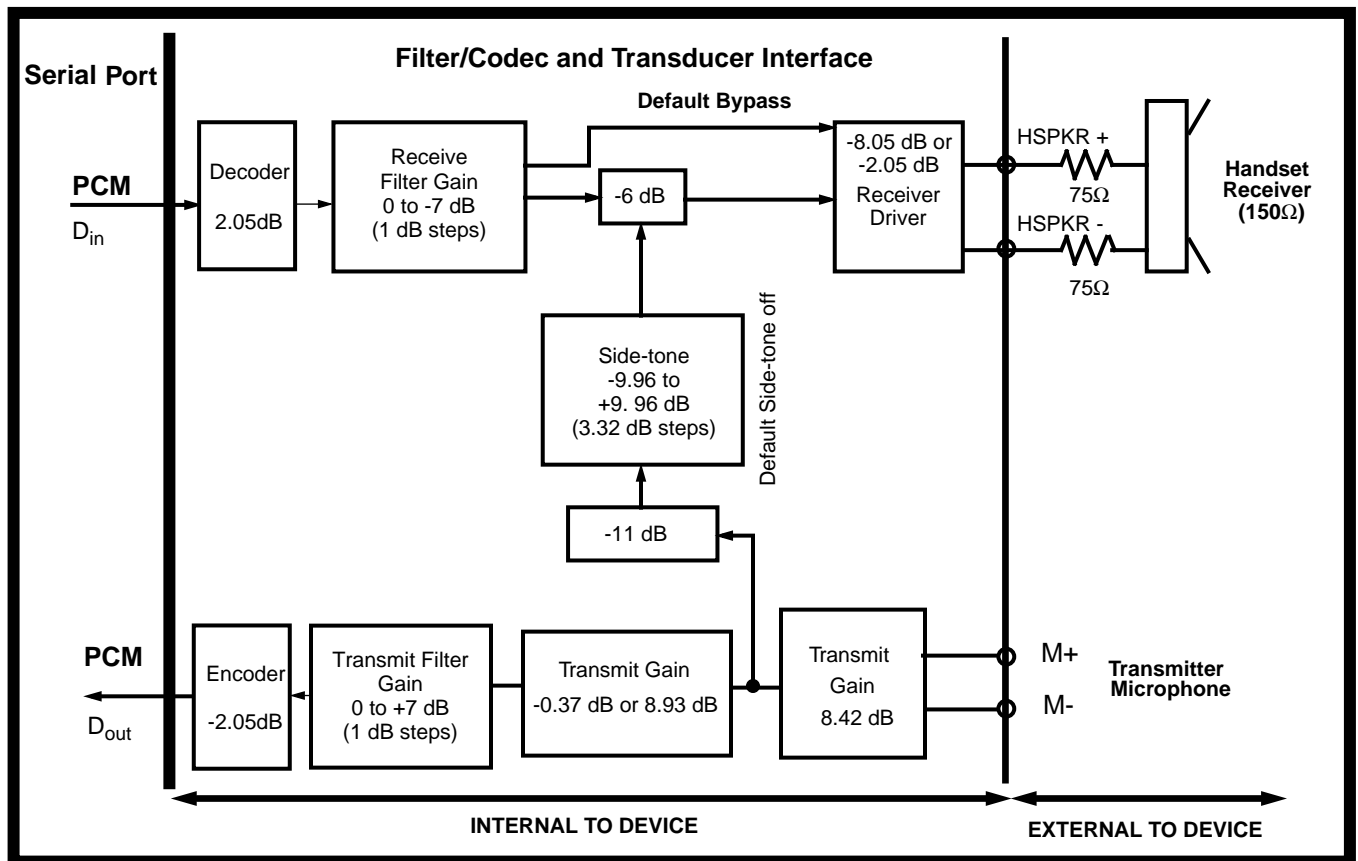 Filter/Codec and Transducer Interface
Serial Port
Default Bypass
PCM
Din
Decoder
2.05dB
Receive
Filter Gain
0 to -7 dB
(1 dB steps)
-6 dB
-8.05 dB or
-2.05 dB
Receiver
Driver
HSPKR +
75Ω
HSPKR -
75Ω
Handset
Receiver
(150Ω)
Side-tone
-9.96 to
+9. 96 dB
(3.32 dB steps)
Default Side-tone off
-11 dB
PCM
Dout
Encoder
-2.05dB
Transmit Filter
Gain
0 to +7 dB
(1 dB steps)
Transmit Gain
-0.37 dB or 8.93 dB
Transmit
Gain
8.42 dB
M+
M-
Transmitter
Microphone
INTERNAL TO DEVICE
EXTERNAL TO DEVICE